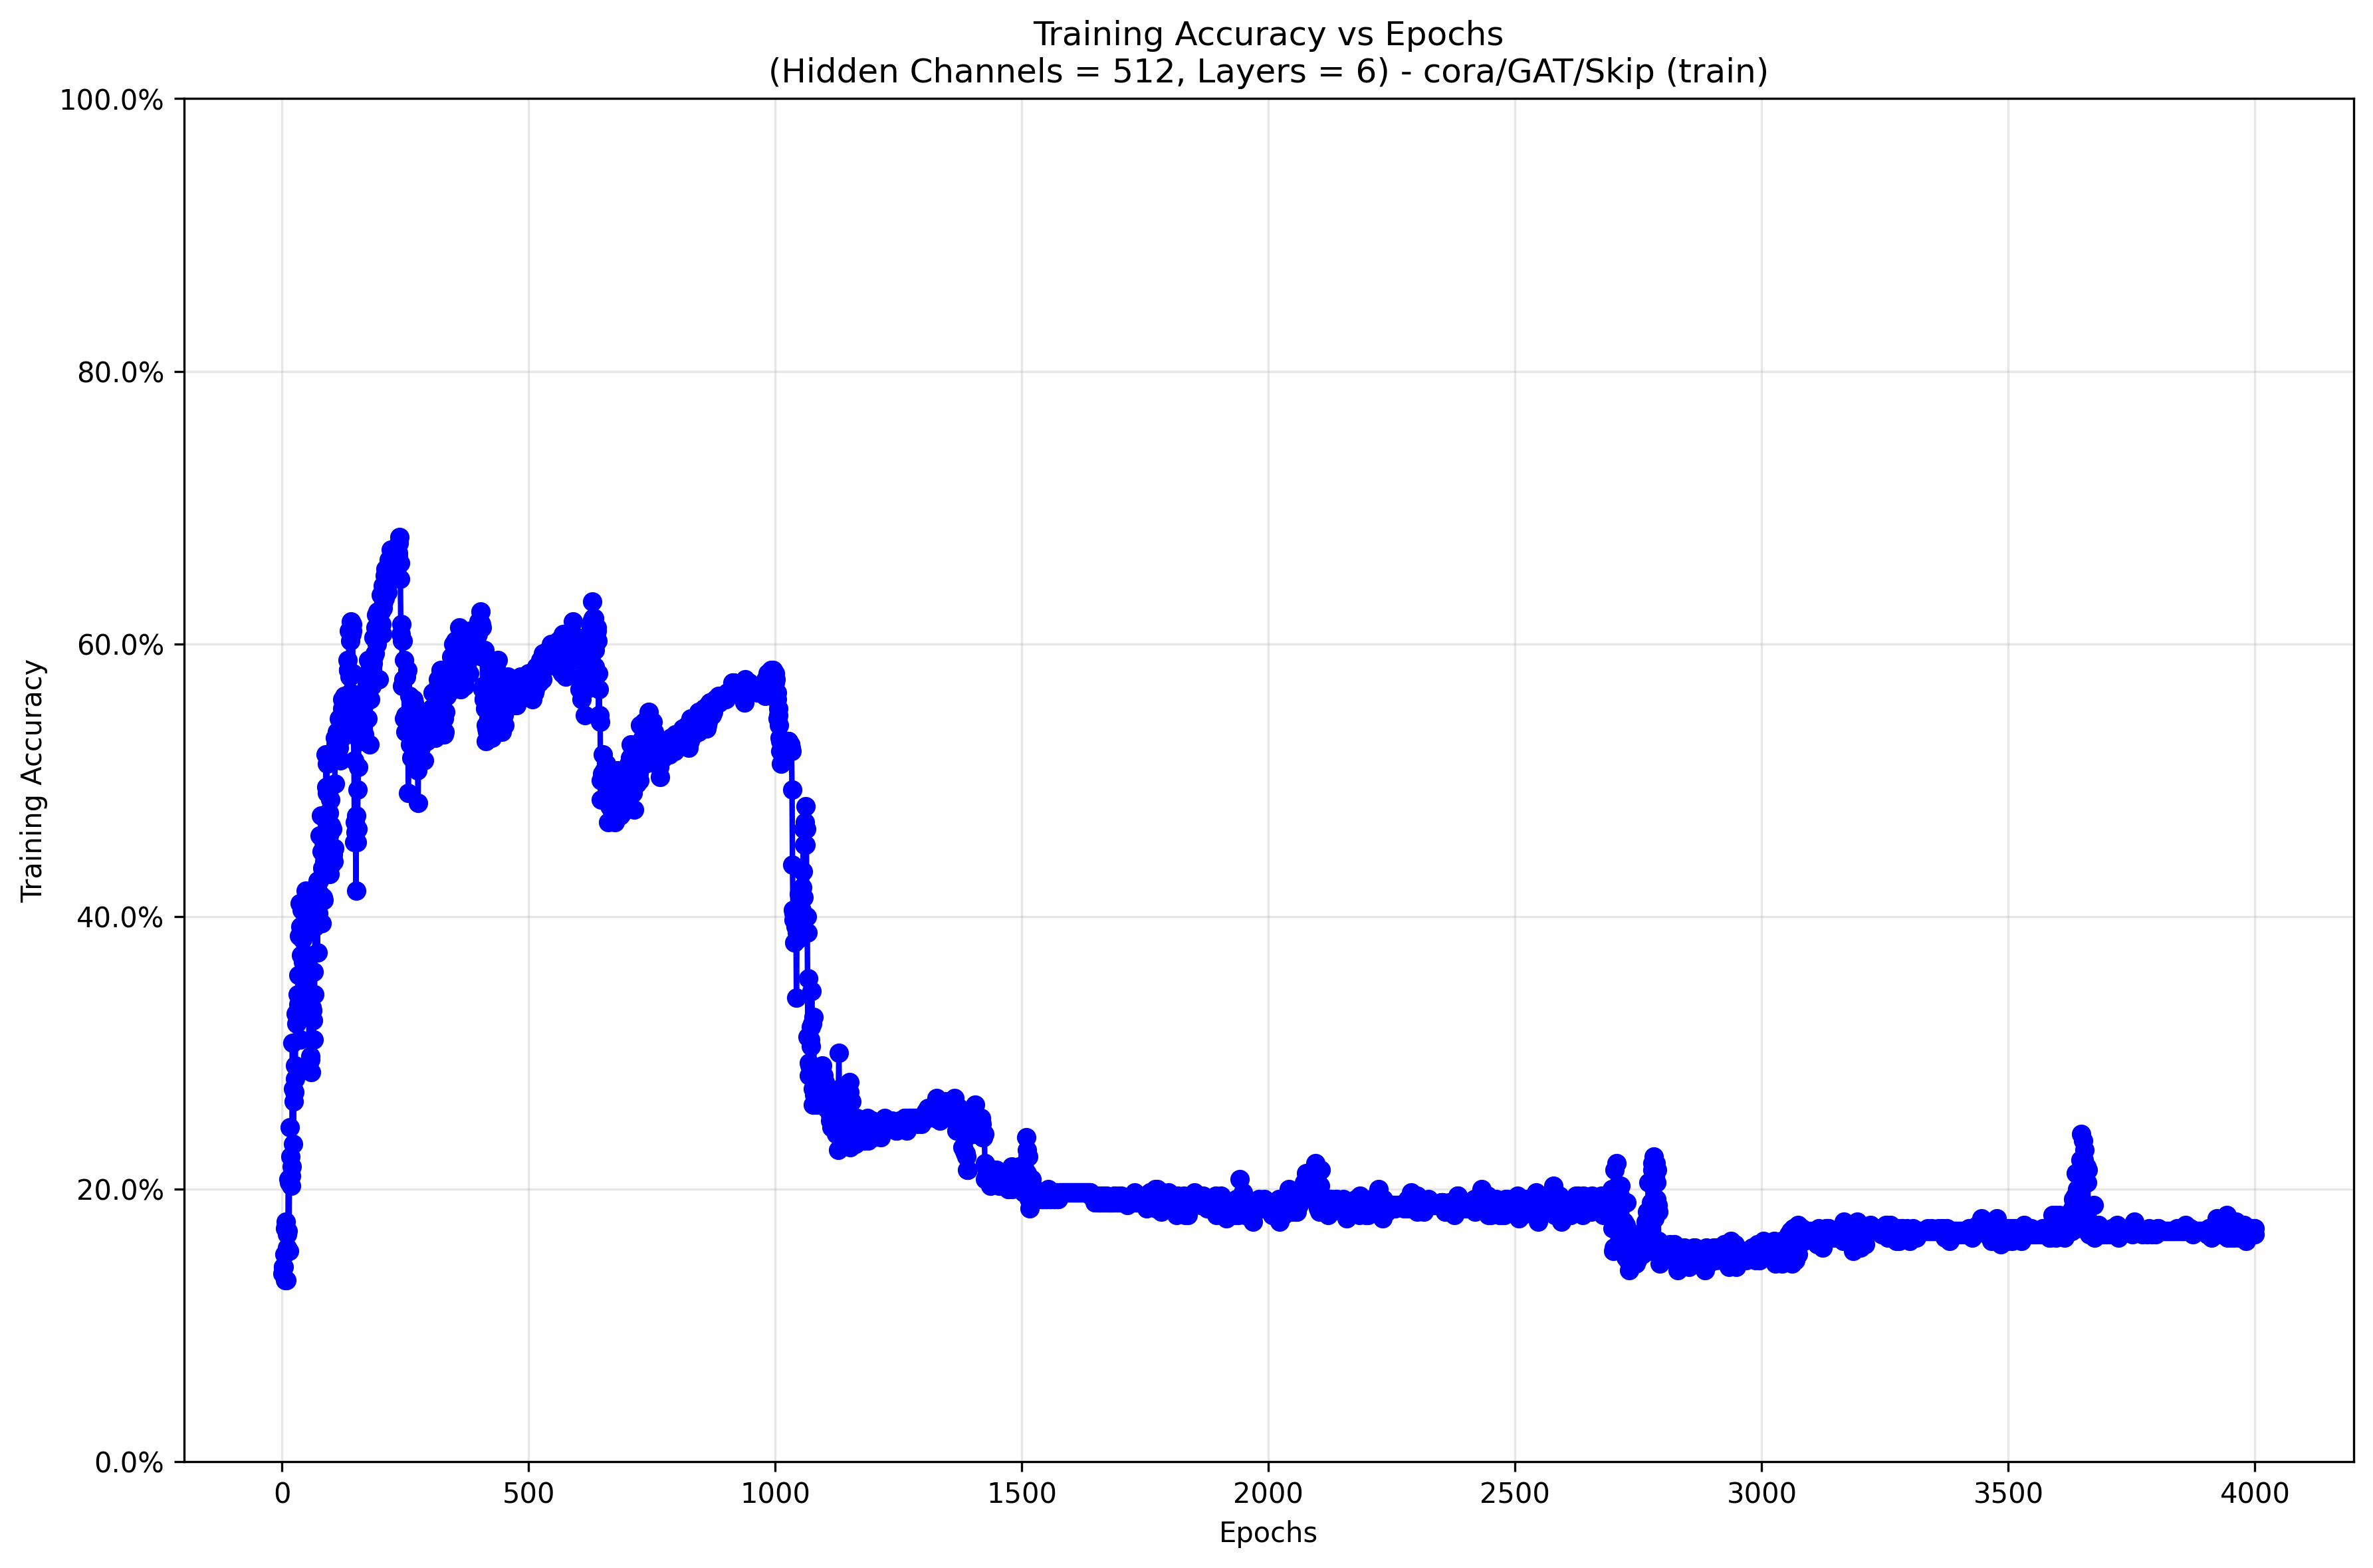 Training Accuracy vs Epochs
(Hidden Channels = 512, Layers = 6) - cora/GAT/Skip (train)
100.0%
80.0%
60.0%
40.0%
20.0%
0.0%
Training Accuracy
0 500 1000 1500 2000 2500 3000 3500 4000
Epochs